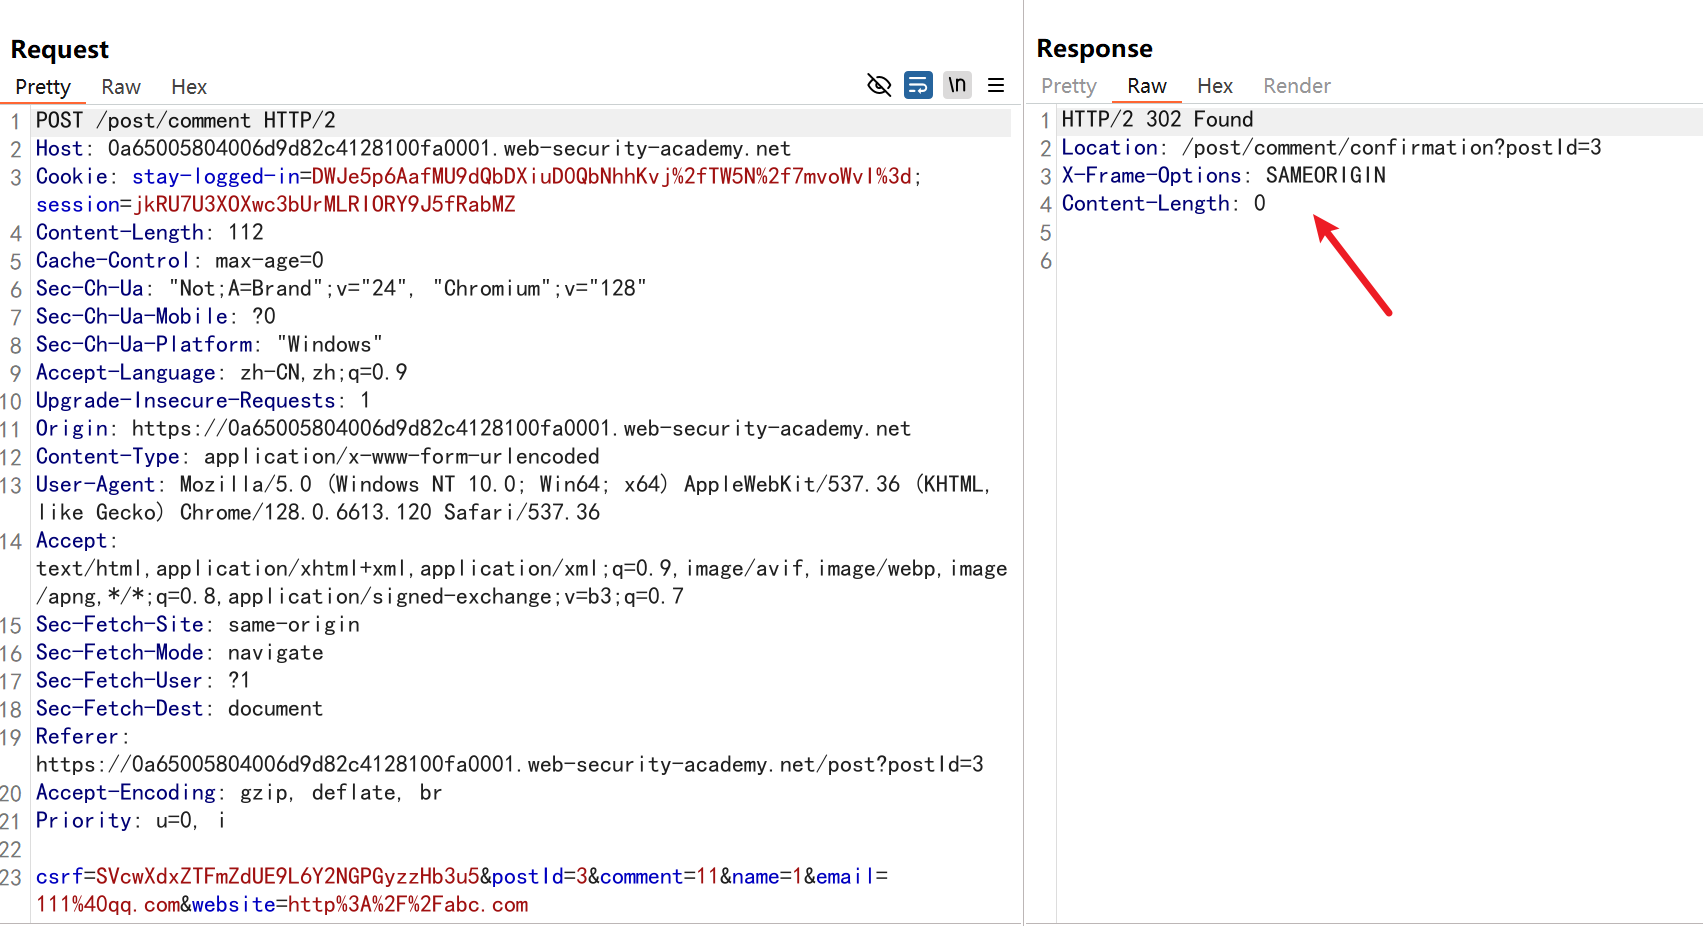 Request
Pretty Raw Hex \n
1 POST /post/comment HTTP/2
2 Host: 0a65005804006d9d82c4128100fa0001.web-security-academy.net
3 Cookie: stay-logged-in=DWJe5p6AafMU9dQbDXiuD0QbNhhKvj%2fTW5N%2f7mvoWvI%3d;
session=jkRU7U3XOXwc3bUrMLRIORY9J5fRabMZ
4 Content-Length: 112
5 Cache-Control: max-age=0
6 Sec-Ch-Ua: "Not;A=Brand";v="24", "Chromium";v="128"
7 Sec-Ch-Ua-Mobile: ?0
8 Sec-Ch-Ua-Platform: "Windows"
9 Accept-Language: zh-CN,zh;q=0.9
10 Upgrade-Insecure-Requests: 1
11 Origin: https://0a65005804006d9d82c4128100fa0001.web-security-academy.net
12 Content-Type: application/x-www-form-urlencoded
13 User-Agent: Mozilla/5.0 (Windows NT 10.0; Win64; x64) AppleWebKit/537.36 (KHTML,
like Gecko) Chrome/128.0.6613.120 Safari/537.36
14 Accept:
text/html,application/xhtml+xml,application/xml;q=0.9,image/avif,image/webp,image
/apng,*/*;q=0.8,application/signed-exchange;v=b3;q=0.7
15 Sec-Fetch-Site: same-origin
16 Sec-Fetch-Mode: navigate
17 Sec-Fetch-User: ?1
18 Sec-Fetch-Dest: document
19 Referer:
https://0a65005804006d9d82c4128100fa0001.web-security-academy.net/post?postId=3
20 Accept-Encoding: gzip, deflate, br
21 Priority: u=0, i
22
23 csrf=SVcwXdxZTFmZdUE9L6Y2NGPGyzzHb3u5&postId=3&comment=11&name=1&email=
111%40qq.com&website=http%3A%2F%2Fabc.com
Response
Pretty Raw Hex Render
1 HTTP/2 302 Found
2 Location: /post/comment/confirmation?postId=3
3 X-Frame-Options: SAMEORIGIN
4 Content-Length: 0
5
6